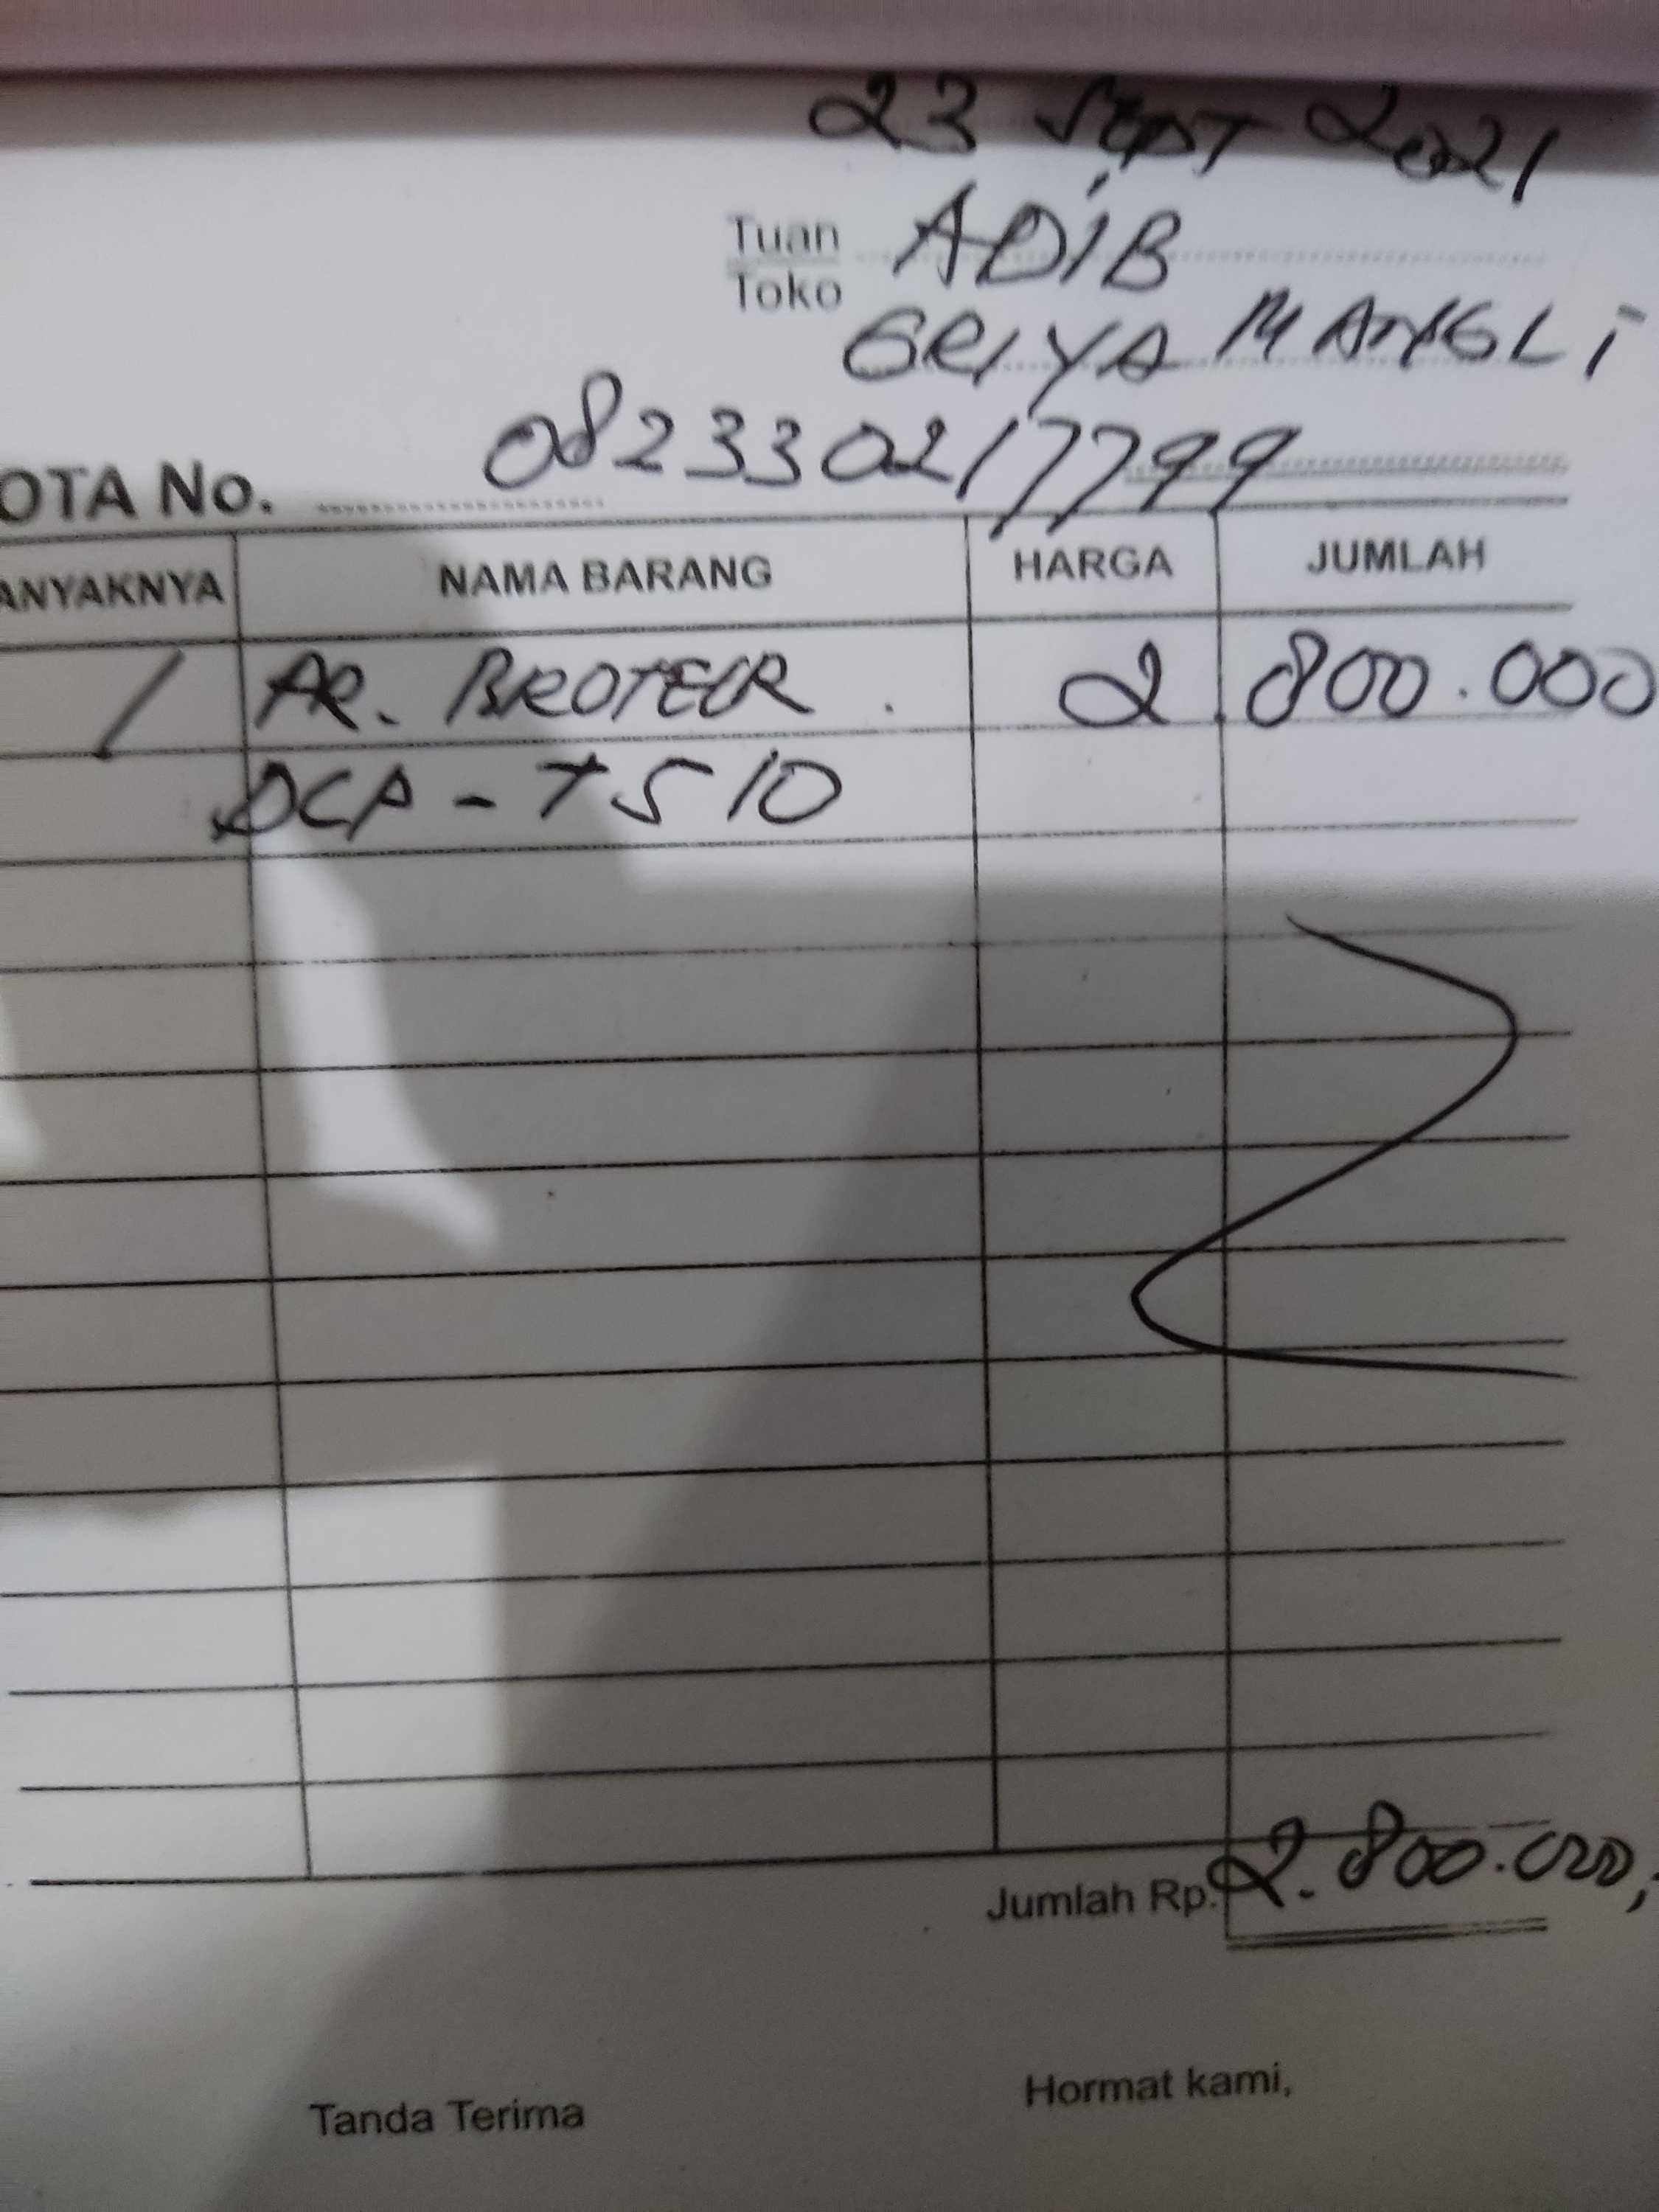 23 SEPT 2021
Tuan ADIB
Toko
GRIYA MANGLI
OTA No. 082330217799
ANYAKNYA NAMA BARANG HARGA JUMLAH
1 PR. BROTEUR 2.800.000
DCP - T510
Jumlah Rp. 2.800.000,
Tanda Terima Hormat kami,